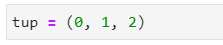 tup = (0, 1, 2)